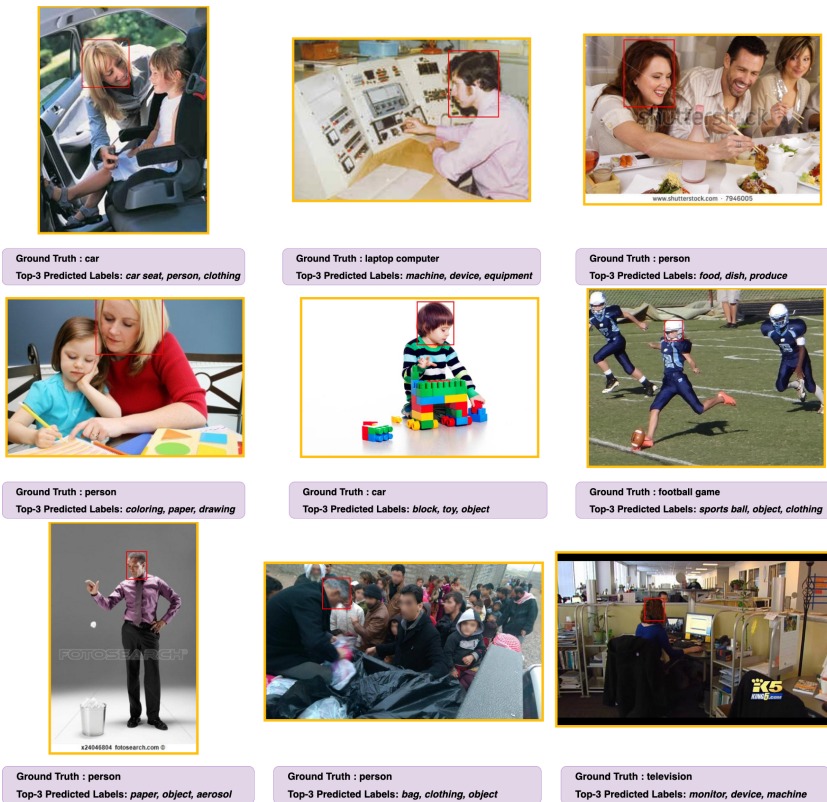 shutterstock
www.shutterstock.com · 7946005
Ground Truth : car
Top-3 Predicted Labels: car seat, person, clothing
Ground Truth : laptop computer
Top-3 Predicted Labels: machine, device, equipment
Ground Truth : person
Top-3 Predicted Labels: food, dish, produce
Ground Truth : person
Top-3 Predicted Labels: coloring, paper, drawing
Ground Truth : car
Top-3 Predicted Labels: block, toy, object
Ground Truth : football game
Top-3 Predicted Labels: sports ball, object, clothing
FOTOSEARCH®
x24046804 fotosearch.com ©
K5
KING5.com
Ground Truth : person
Top-3 Predicted Labels: paper, object, aerosol
Ground Truth : person
Top-3 Predicted Labels: bag, clothing, object
Ground Truth : television
Top-3 Predicted Labels: monitor, device, machine